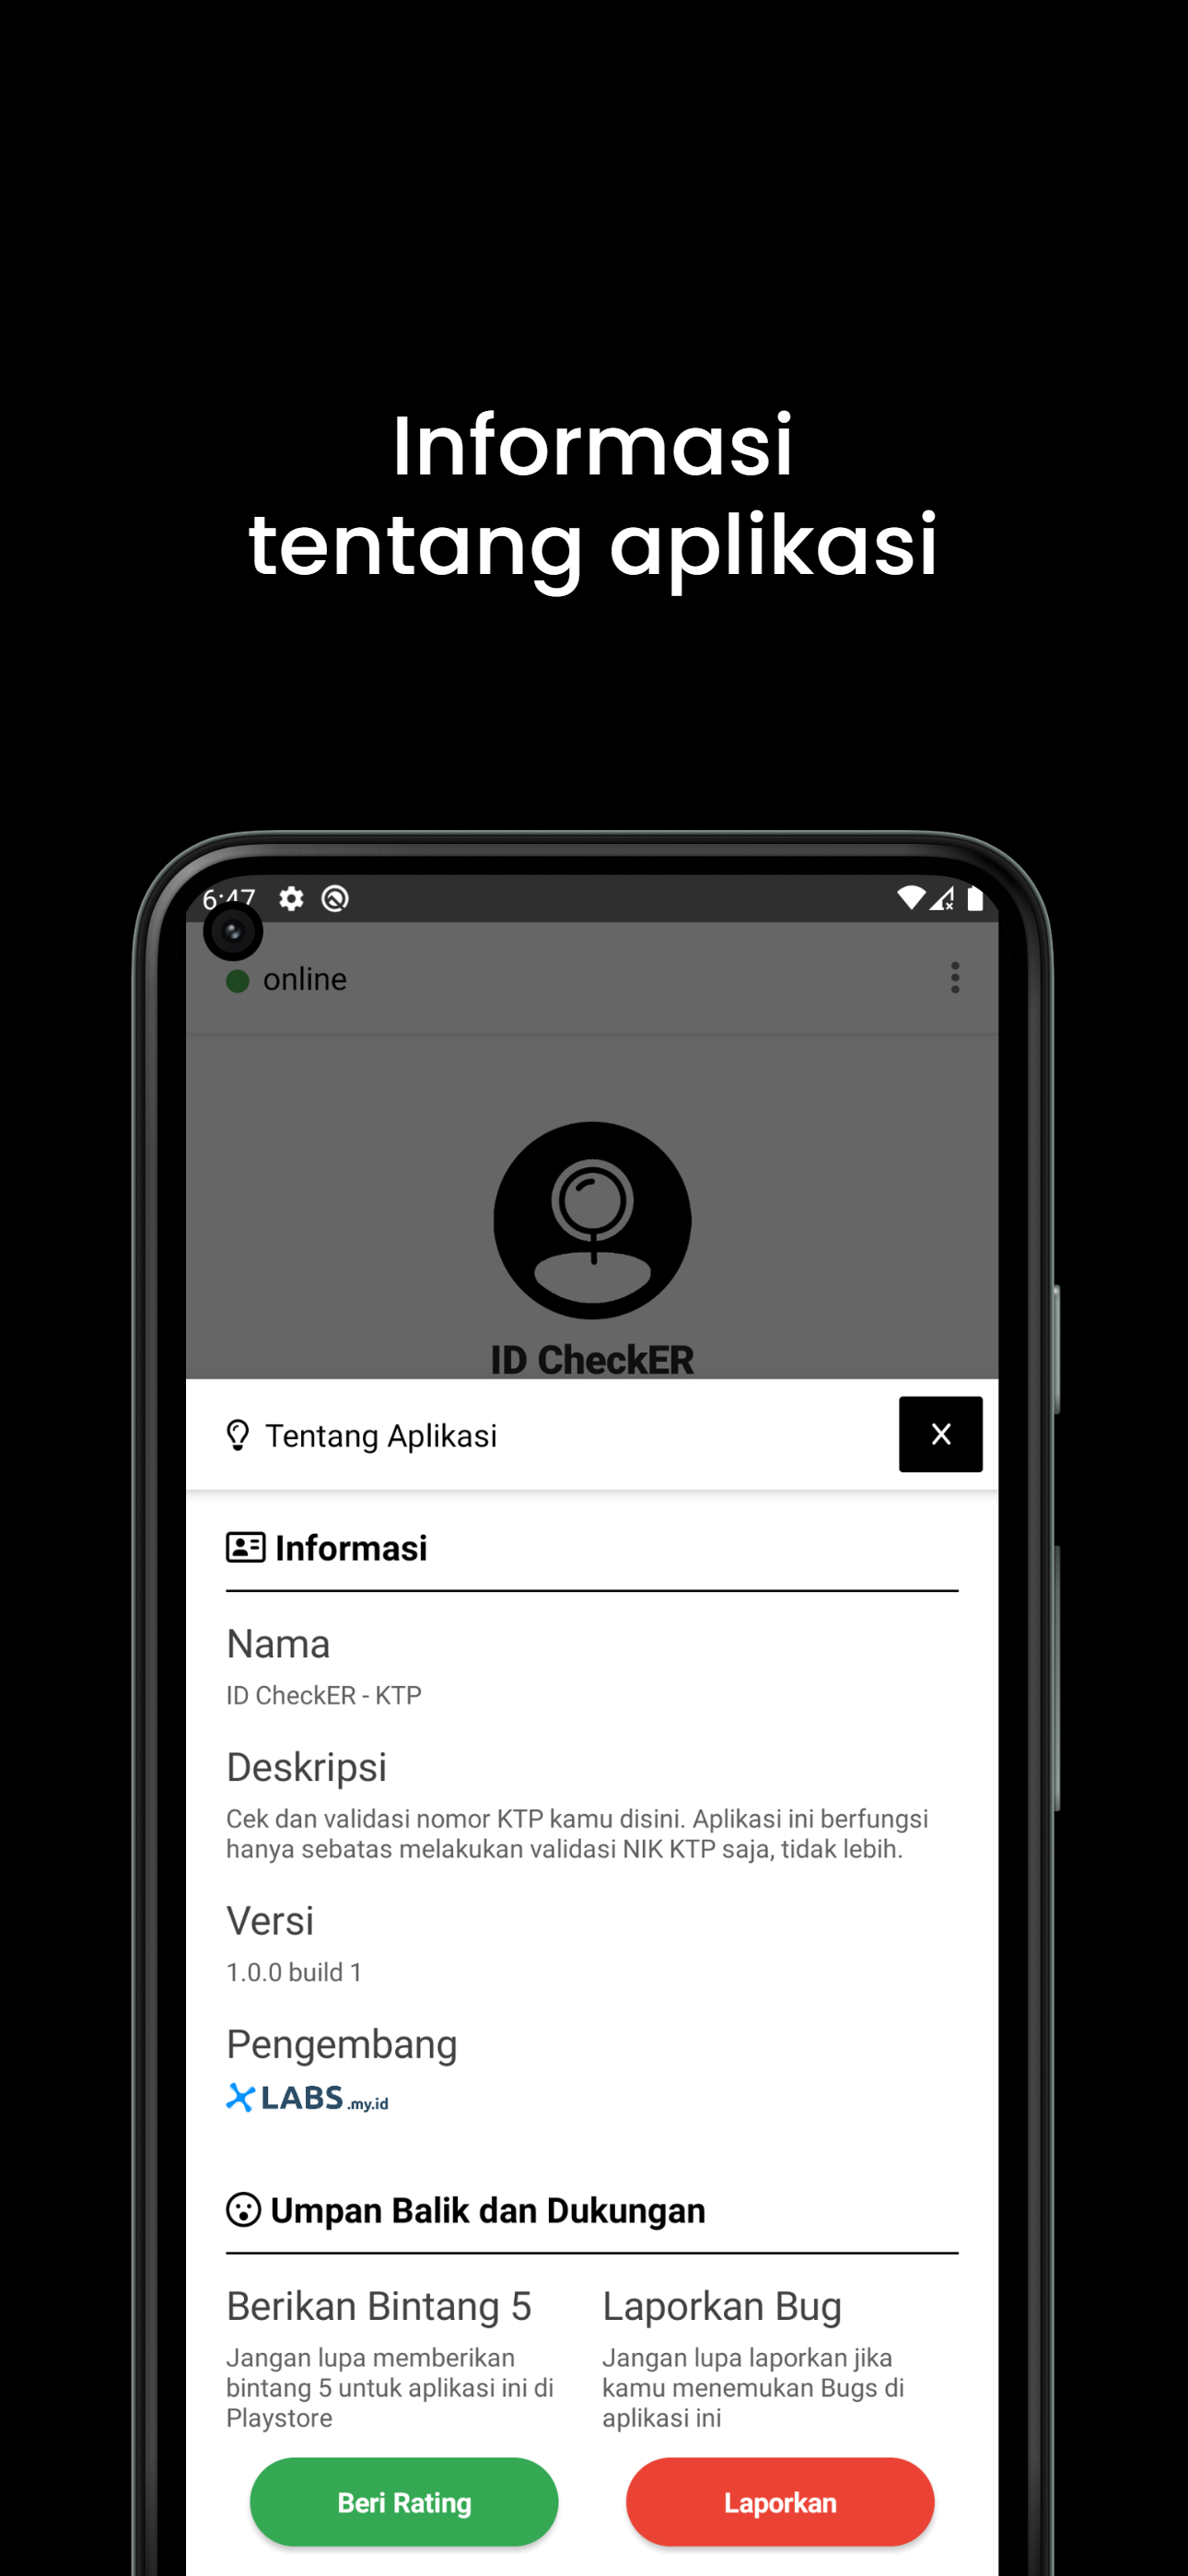 Informasi
tentang aplikasi
6:47
online
ID CheckER
Tentang Aplikasi
X
Informasi
Nama
ID CheckER - KTP
Deskripsi
Cek dan validasi nomor KTP kamu disini. Aplikasi ini berfungsi
hanya sebatas melakukan validasi NIK KTP saja, tidak lebih.
Versi
1.0.0 build 1
Pengembang
XLABS.my.id
Umpan Balik dan Dukungan
Berikan Bintang 5
Jangan lupa memberikan
bintang 5 untuk aplikasi ini di
Playstore
Beri Rating
Laporkan Bug
Jangan lupa laporkan jika
kamu menemukan Bugs di
aplikasi ini
Laporkan